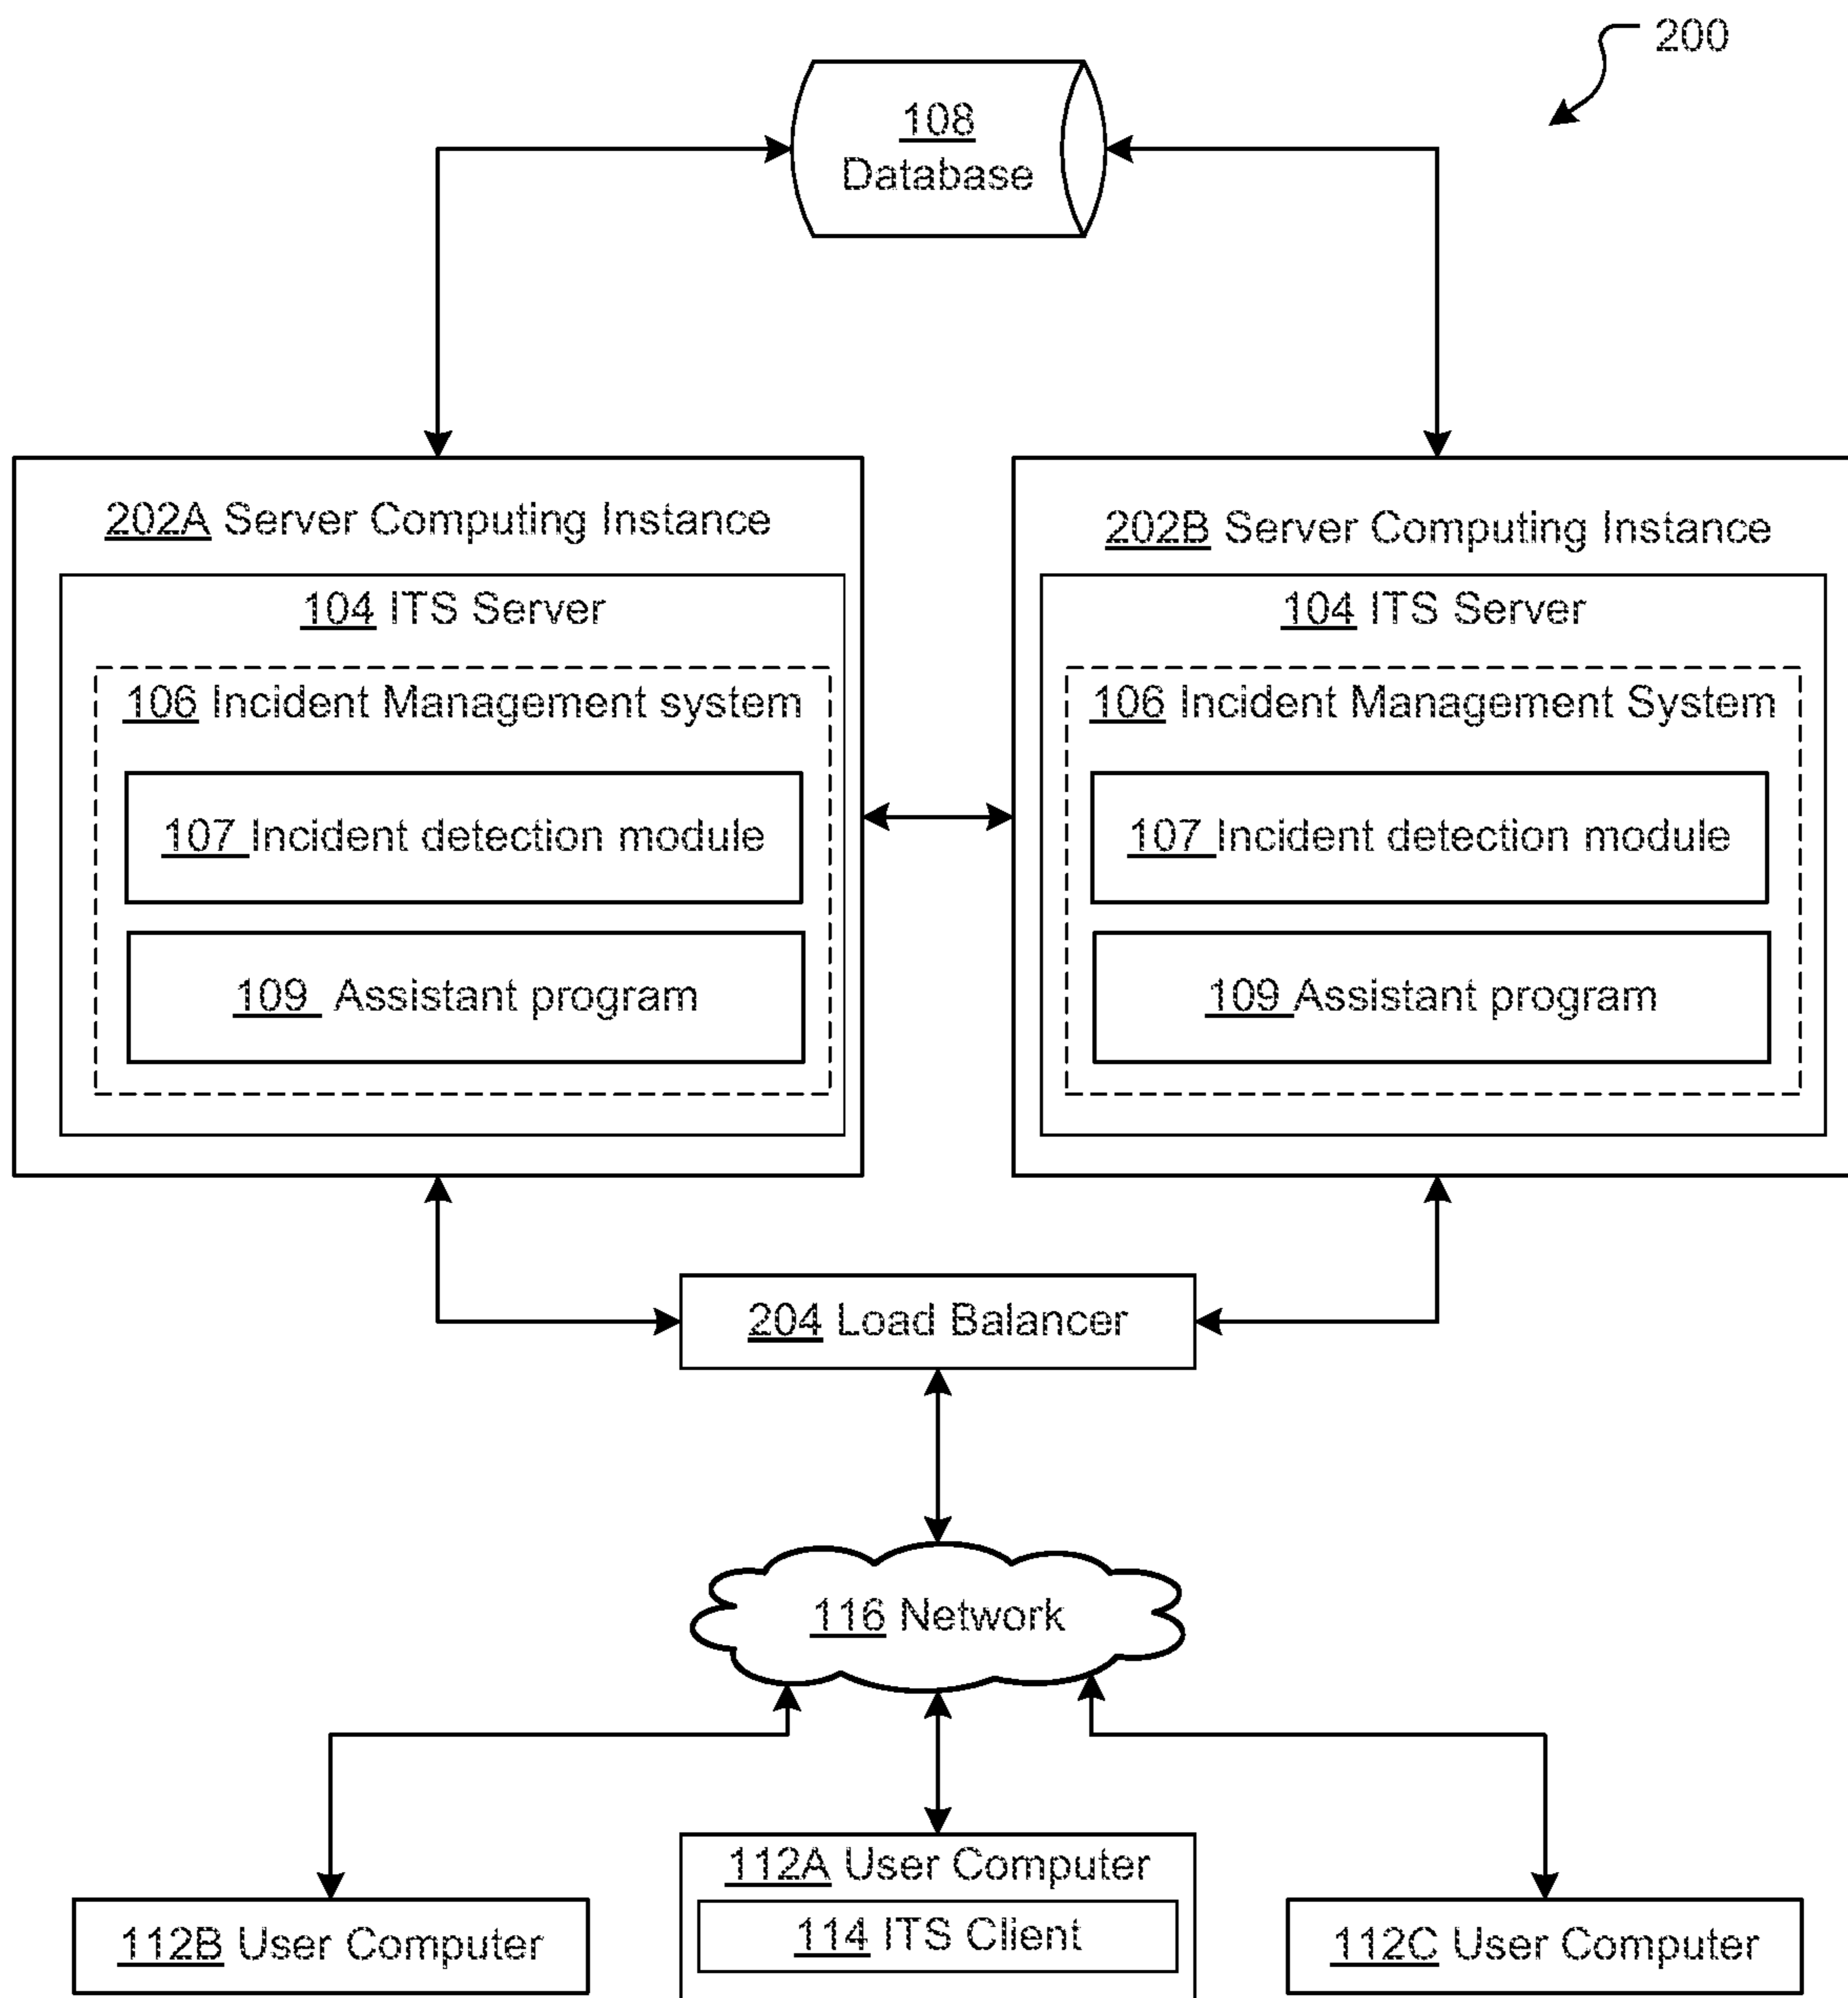 200
108
Database
202A Server Computing Instance
104 ITS Server
106 Incident Management system
107 Incident detection module
109 Assistant program
202B Server Computing Instance
104 ITS Server
106 Incident Management System
107 Incident detection module
109 Assistant program
204 Load Balancer
116 Network
112B User Computer
112A User Computer
114 ITS Client
112C User Computer